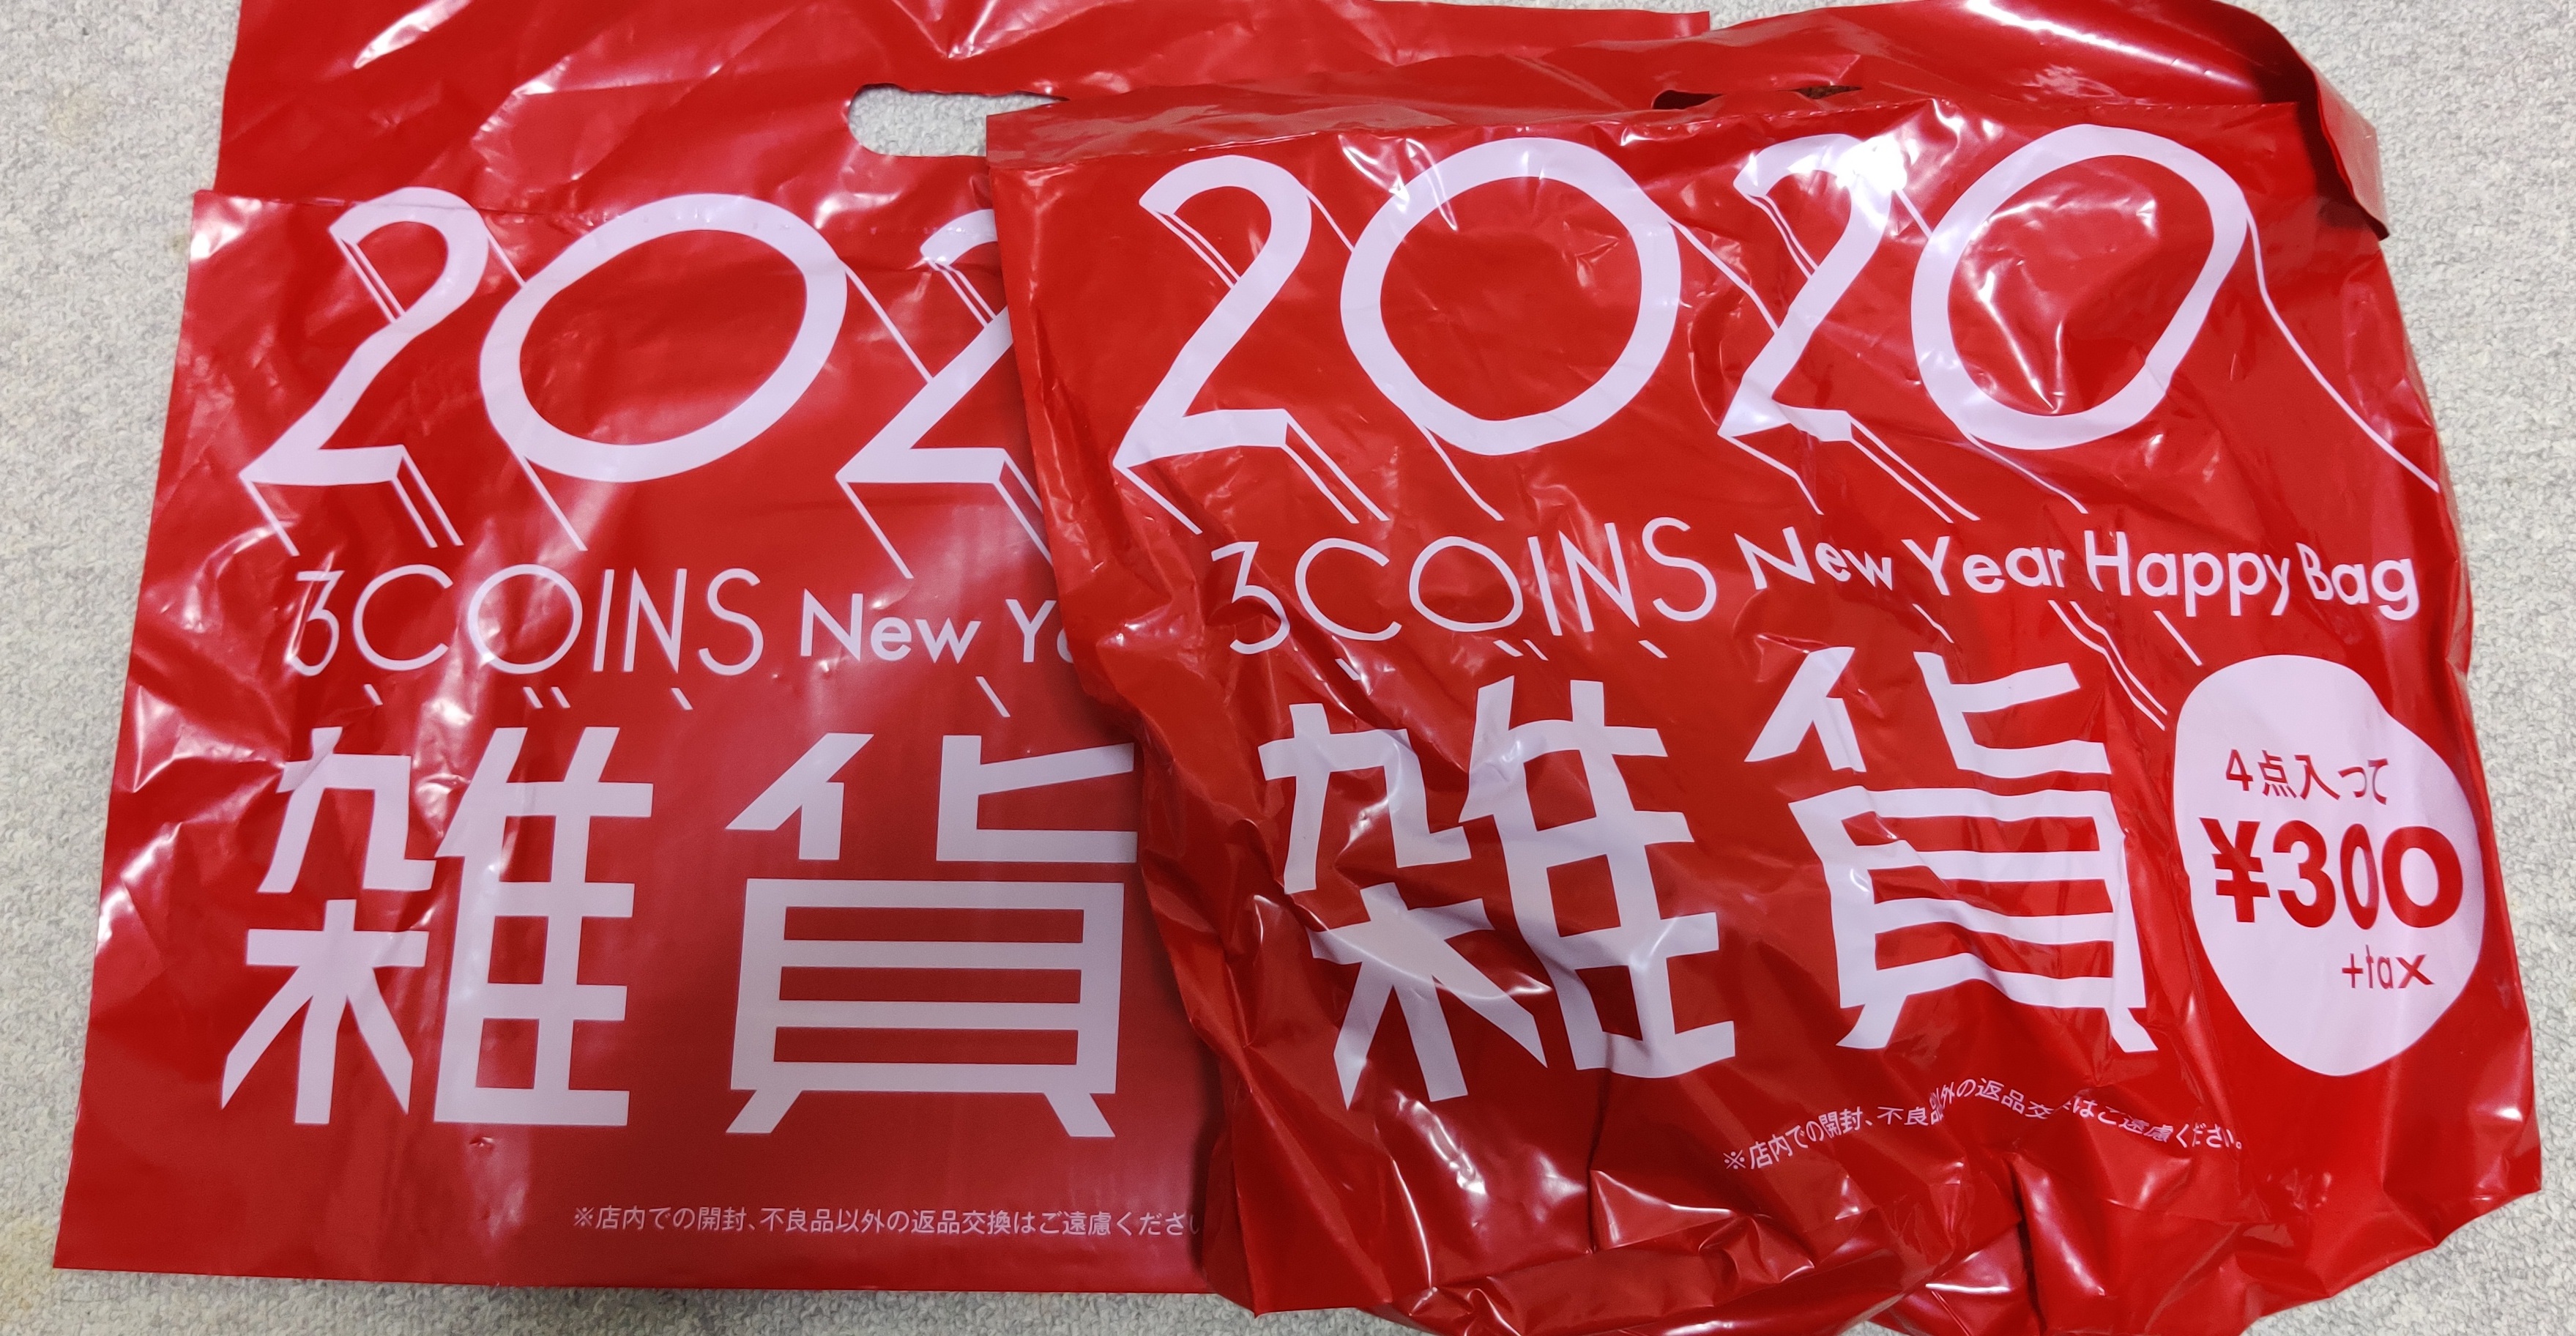 2020
3COINS New
雑貨
※店内での開封、不良品以外の返品交換はご遠慮くださ
2020
3COINS New Year Happy Bag
雑貨
4点入って
¥300
+tax
※店内での開封、不良品以外の返品交換はご遠慮ください。